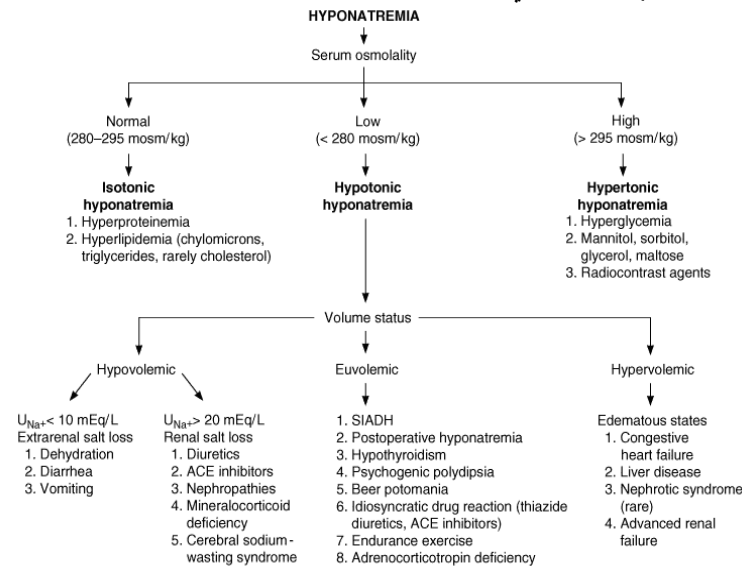 HYPONATREMIA
Serum osmolality
Normal
(280–295 mosm/kg)
Low
(< 280 mosm/kg)
High
(> 295 mosm/kg)
Isotonic
hyponatremia
1. Hyperproteinemia
2. Hyperlipidemia (chylomicrons,
triglycerides, rarely cholesterol)
Hypotonic
hyponatremia
Hypertonic
hyponatremia
1. Hyperglycemia
2. Mannitol, sorbitol,
glycerol, maltose
3. Radiocontrast agents
Volume status
Hypovolemic
Euvolemic
Hypervolemic
UNa+< 10 mEq/L
Extrarenal salt loss
1. Dehydration
2. Diarrhea
3. Vomiting
UNa+> 20 mEq/L
Renal salt loss
1. Diuretics
2. ACE inhibitors
3. Nephropathies
4. Mineralocorticoid
deficiency
5. Cerebral sodium-
wasting syndrome
1. SIADH
2. Postoperative hyponatremia
3. Hypothyroidism
4. Psychogenic polydipsia
5. Beer potomania
6. Idiosyncratic drug reaction (thiazide
diuretics, ACE inhibitors)
7. Endurance exercise
8. Adrenocorticotropin deficiency
Edematous states
1. Congestive
heart failure
2. Liver disease
3. Nephrotic syndrome
(rare)
4. Advanced renal
failure